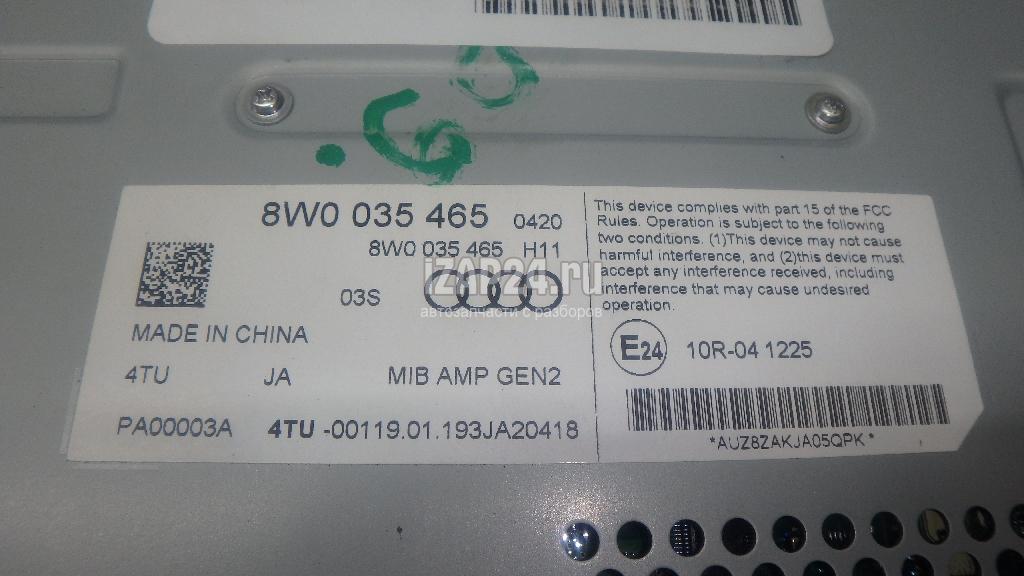 8W0 035 465 0420
8W0 035 465 H11
03S
MADE IN CHINA
4TU JA MIB AMP GEN2
PA00003A 4TU -00119.01.193JA20418
This device complies with part 15 of the FCC
Rules. Operation is subject to the following
two conditions. (1)This device may not cause
harmful interference, and (2)this device must
accept any interference received, including
interference that may cause undesired
operation.
E24 10R-04 1225
*AUZ8ZAKJA05QPK*
iZAP24.ru
автозапчасти с разборов